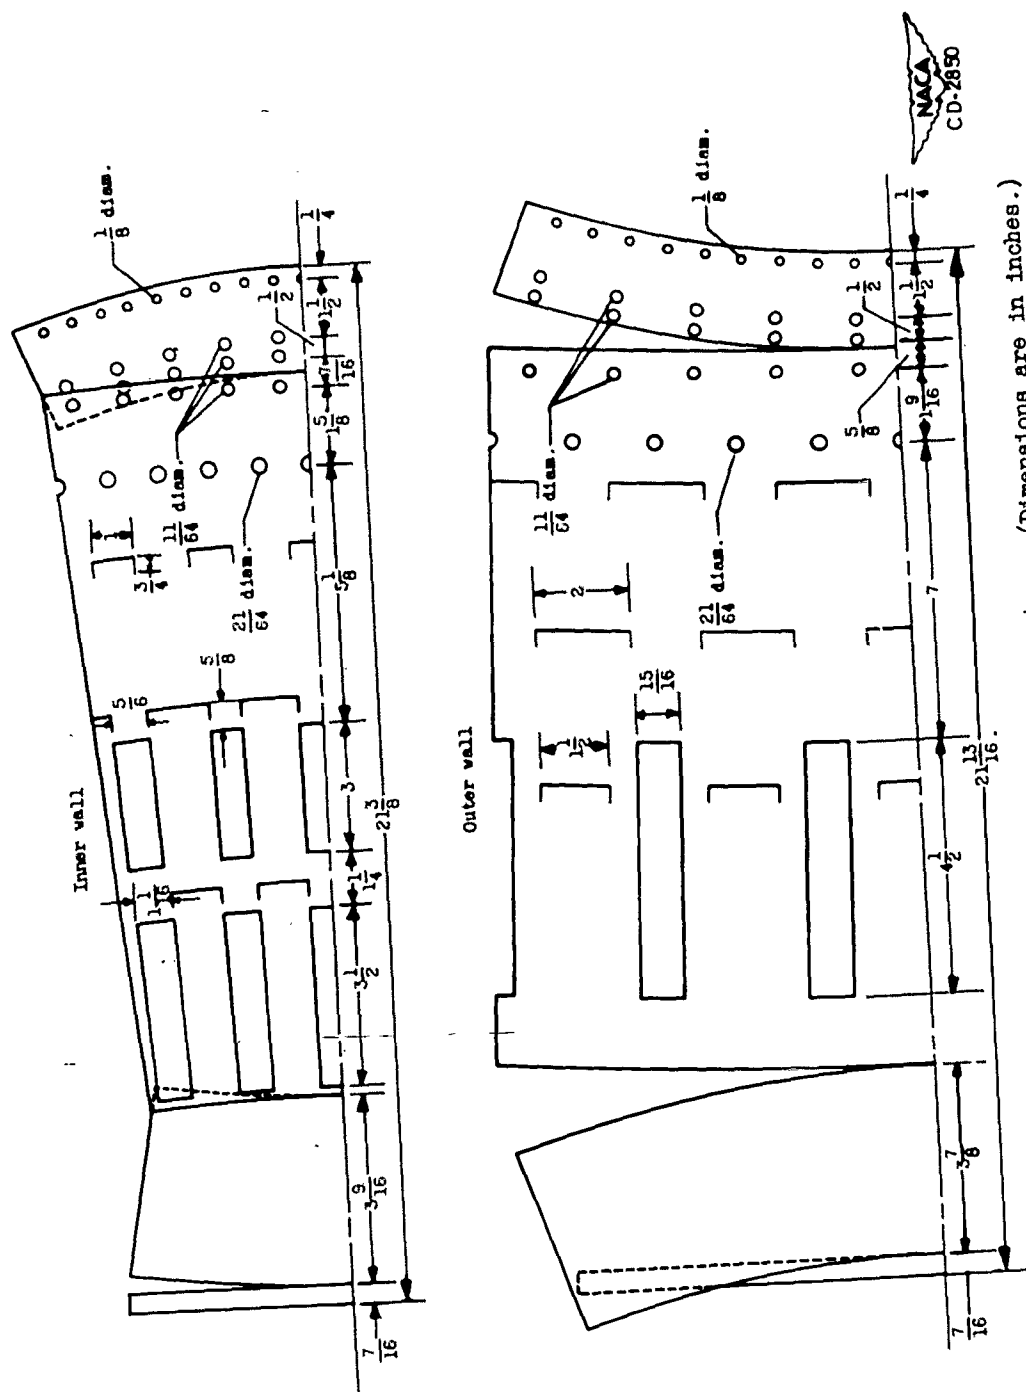 Inner wall
1/8 diam.
11/64 diam.
21/64 diam.
1
3/4
5/8
5/6
1 1/16
1/4
1 1/2
1/2
7/16
1 5/8
5 1/8
3
1 1/4
3 1/2
3 9/16
7/16
21 3/8
Outer wall
1/8 diam.
11/64 diam.
21/64 diam.
2
15/16
1 1/2
1/4
1 1/2
1/2
5/8
1 9/16
7
4 1/2
3 7/8
7/16
21 13/16.
NACA
CD-2850
(Dimensions are in inches.)